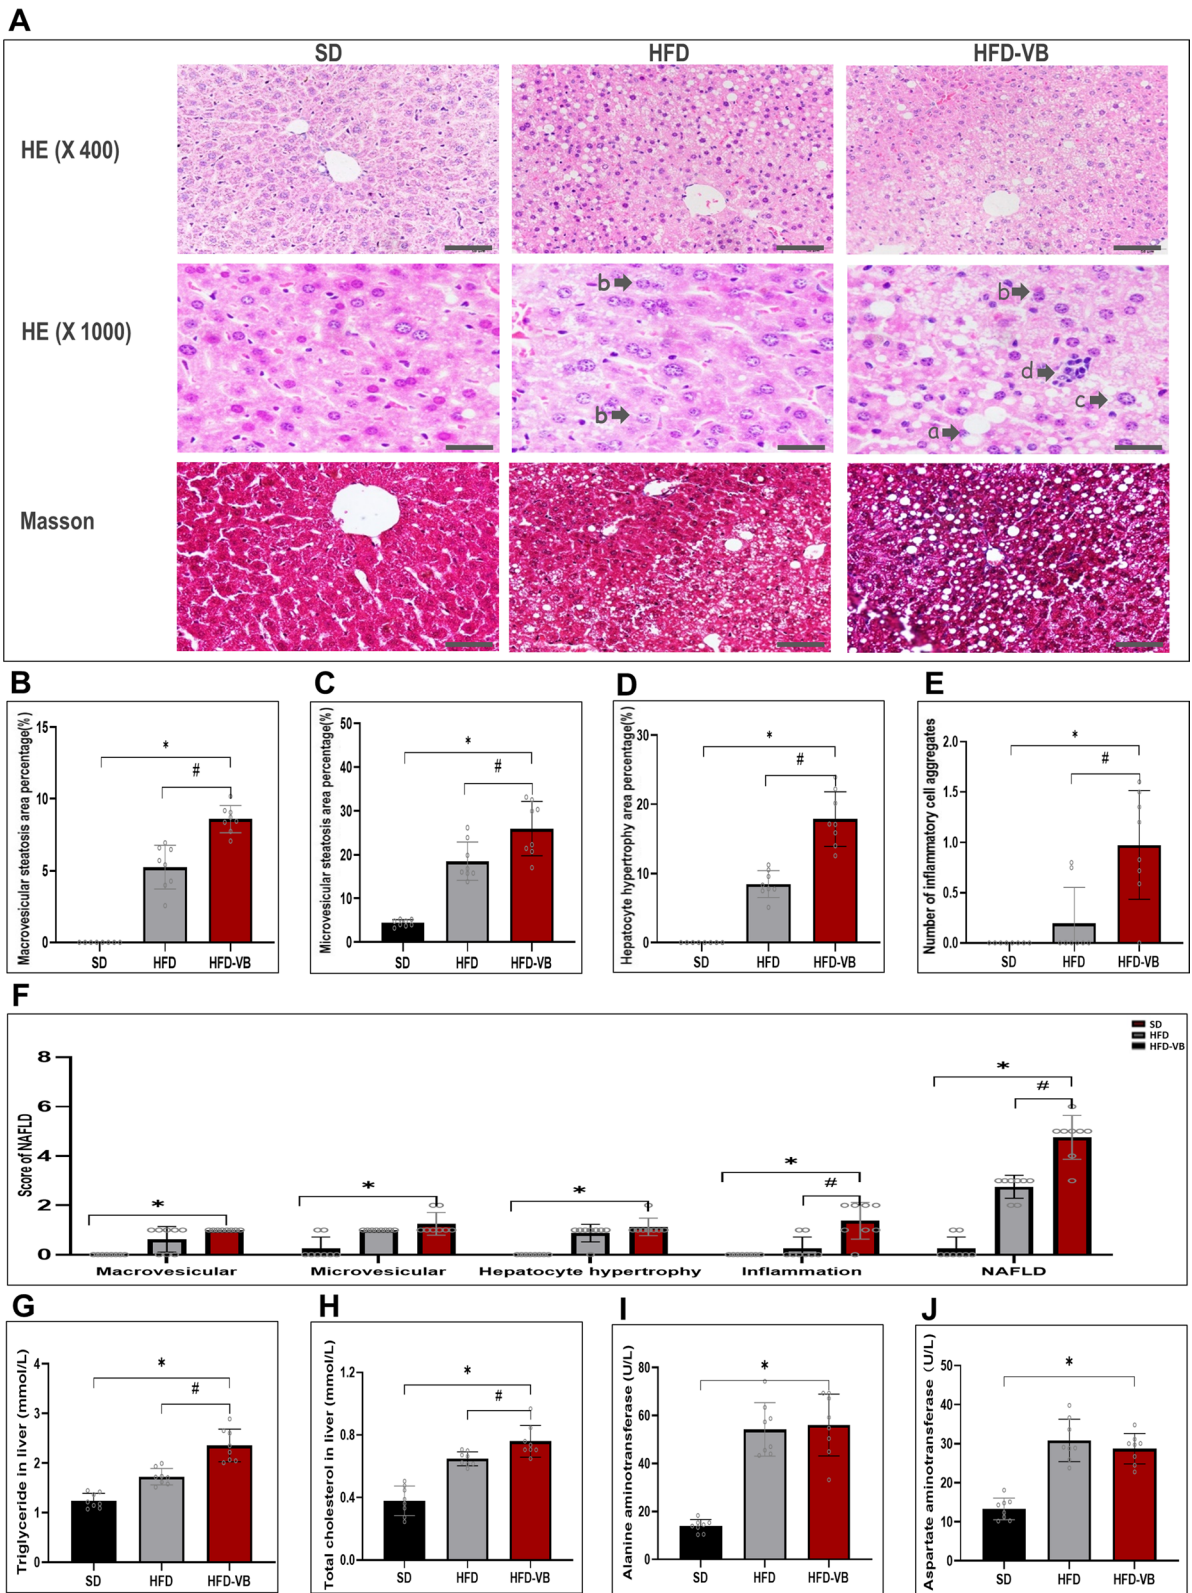 A
SD HFD HFD-VB
HE (X 400)
HE (X 1000)
b
b
b
d
c
a
Masson
B
Macrovesicular steatosis area percentage(%)
15
10
5
0
*
#
SD HFD HFD-VB
C
Microvesicular steatosis area percentage(%)
50
40
30
20
10
0
*
#
SD HFD HFD-VB
D
Hepatocyte hypertrophy area percentage(%)
30
20
10
0
*
#
SD HFD HFD-VB
E
Number of inflammatory cell aggregates
2.0
1.5
1.0
0.5
0.0
*
#
SD HFD HFD-VB
F
SD
HFD
HFD-VB
Score of NAFLD
8
6
4
2
0
*
*
*
*
#
*
#
Macrovesicular Microvesicular Hepatocyte hypertrophy Inflammation NAFLD
G
Triglyceride in liver (mmol/L)
4
3
2
1
0
*
#
SD HFD HFD-VB
H
Total cholesterol in liver (mmol/L)
1.2
0.8
0.4
0.0
*
#
SD HFD HFD-VB
I
Alanine aminotransferase (U/L)
80
60
40
20
0
*
SD HFD HFD-VB
J
Aspartate aminotransferase (U/L)
50
40
30
20
10
0
*
SD HFD HFD-VB